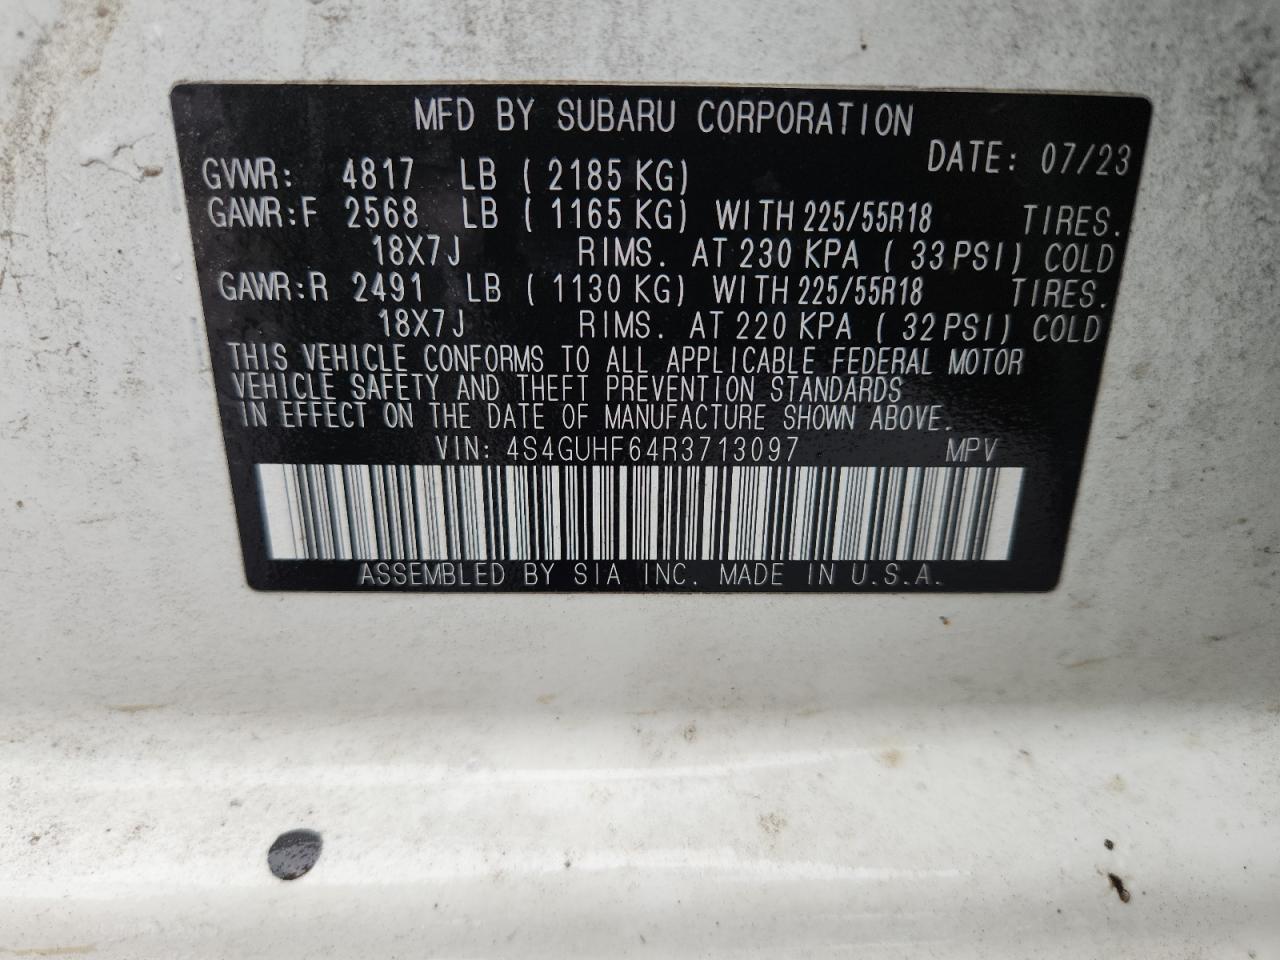 MFD BY SUBARU CORPORATION
DATE: 07/23
GVWR: 4817 LB ( 2185 KG)
GAWR:F 2568 LB ( 1165 KG) WITH 225/55R18 TIRES.
18X7J RIMS. AT 230 KPA ( 33 PSI) COLD
GAWR:R 2491 LB ( 1130 KG) WITH 225/55R18 TIRES.
18X7J RIMS. AT 220 KPA ( 32 PSI) COLD
THIS VEHICLE CONFORMS TO ALL APPLICABLE FEDERAL MOTOR
VEHICLE SAFETY AND THEFT PREVENTION STANDARDS
IN EFFECT ON THE DATE OF MANUFACTURE SHOWN ABOVE.
VIN: 4S4GUHF64R3713097 MPV
ASSEMBLED BY SIA INC. MADE IN U.S.A.